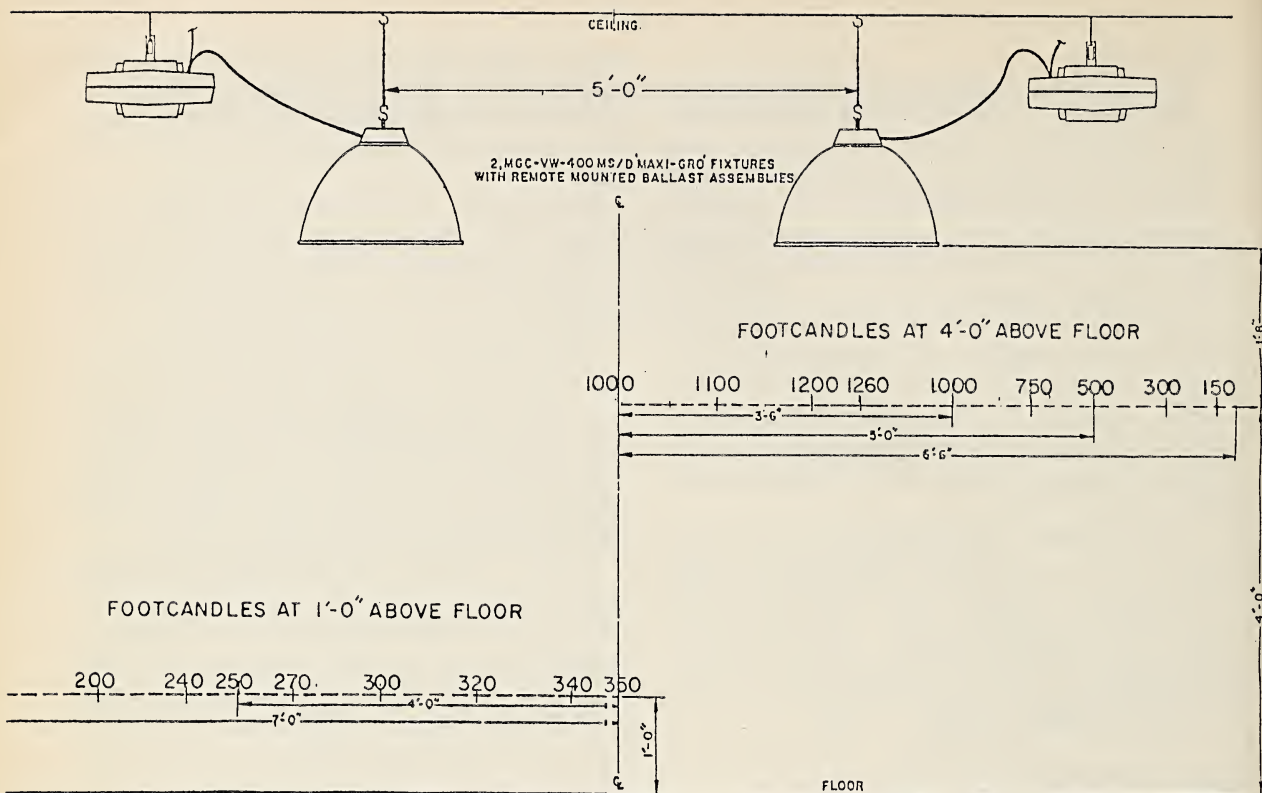 CEILING.
5'-0"
2, MGC-VW-400 MS/D 'MAXI-GRO' FIXTURES
WITH REMOTE MOUNTED BALLAST ASSEMBLIES
℄
FOOTCANDLES AT 4'-0" ABOVE FLOOR
1'-8"
1000 1100 1200 1260 1000 750 500 300 150
3'-6"
5'-0"
6'-6"
4'-0"
FOOTCANDLES AT 1'-0" ABOVE FLOOR
200 240 250 270 300 320 340 350
4'-0"
7'-0"
1'-0"
℄
FLOOR